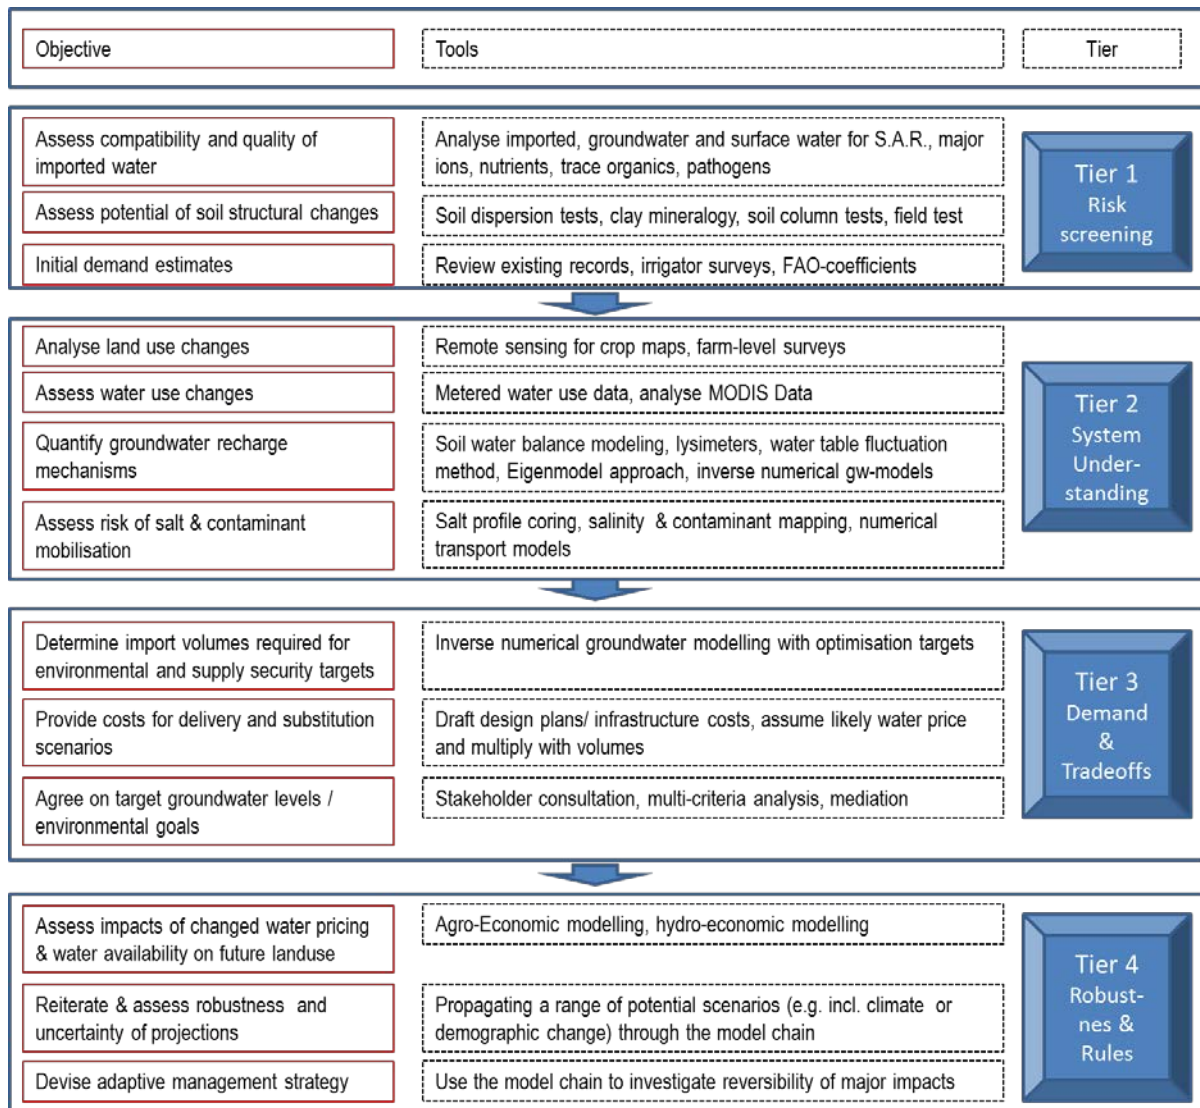 Objective
Tools
Tier
Assess compatibility and quality of
imported water
Analyse imported, groundwater and surface water for S.A.R., major
ions, nutrients, trace organics, pathogens
Assess potential of soil structural changes
Soil dispersion tests, clay mineralogy, soil column tests, field test
Initial demand estimates
Review existing records, irrigator surveys, FAO-coefficients
Tier 1
Risk
screening
Analyse land use changes
Remote sensing for crop maps, farm-level surveys
Assess water use changes
Metered water use data, analyse MODIS Data
Quantify groundwater recharge
mechanisms
Soil water balance modeling, lysimeters, water table fluctuation
method, Eigenmodel approach, inverse numerical gw-models
Assess risk of salt & contaminant
mobilisation
Salt profile coring, salinity & contaminant mapping, numerical
transport models
Tier 2
System
Under-
standing
Determine import volumes required for
environmental and supply security targets
Inverse numerical groundwater modelling with optimisation targets
Provide costs for delivery and substitution
scenarios
Draft design plans/ infrastructure costs, assume likely water price
and multiply with volumes
Agree on target groundwater levels /
environmental goals
Stakeholder consultation, multi-criteria analysis, mediation
Tier 3
Demand
&
Tradeoffs
Assess impacts of changed water pricing
& water availability on future landuse
Agro-Economic modelling, hydro-economic modelling
Reiterate & assess robustness and
uncertainty of projections
Propagating a range of potential scenarios (e.g. incl. climate or
demographic change) through the model chain
Devise adaptive management strategy
Use the model chain to investigate reversibility of major impacts
Tier 4
Robust-
nes &
Rules